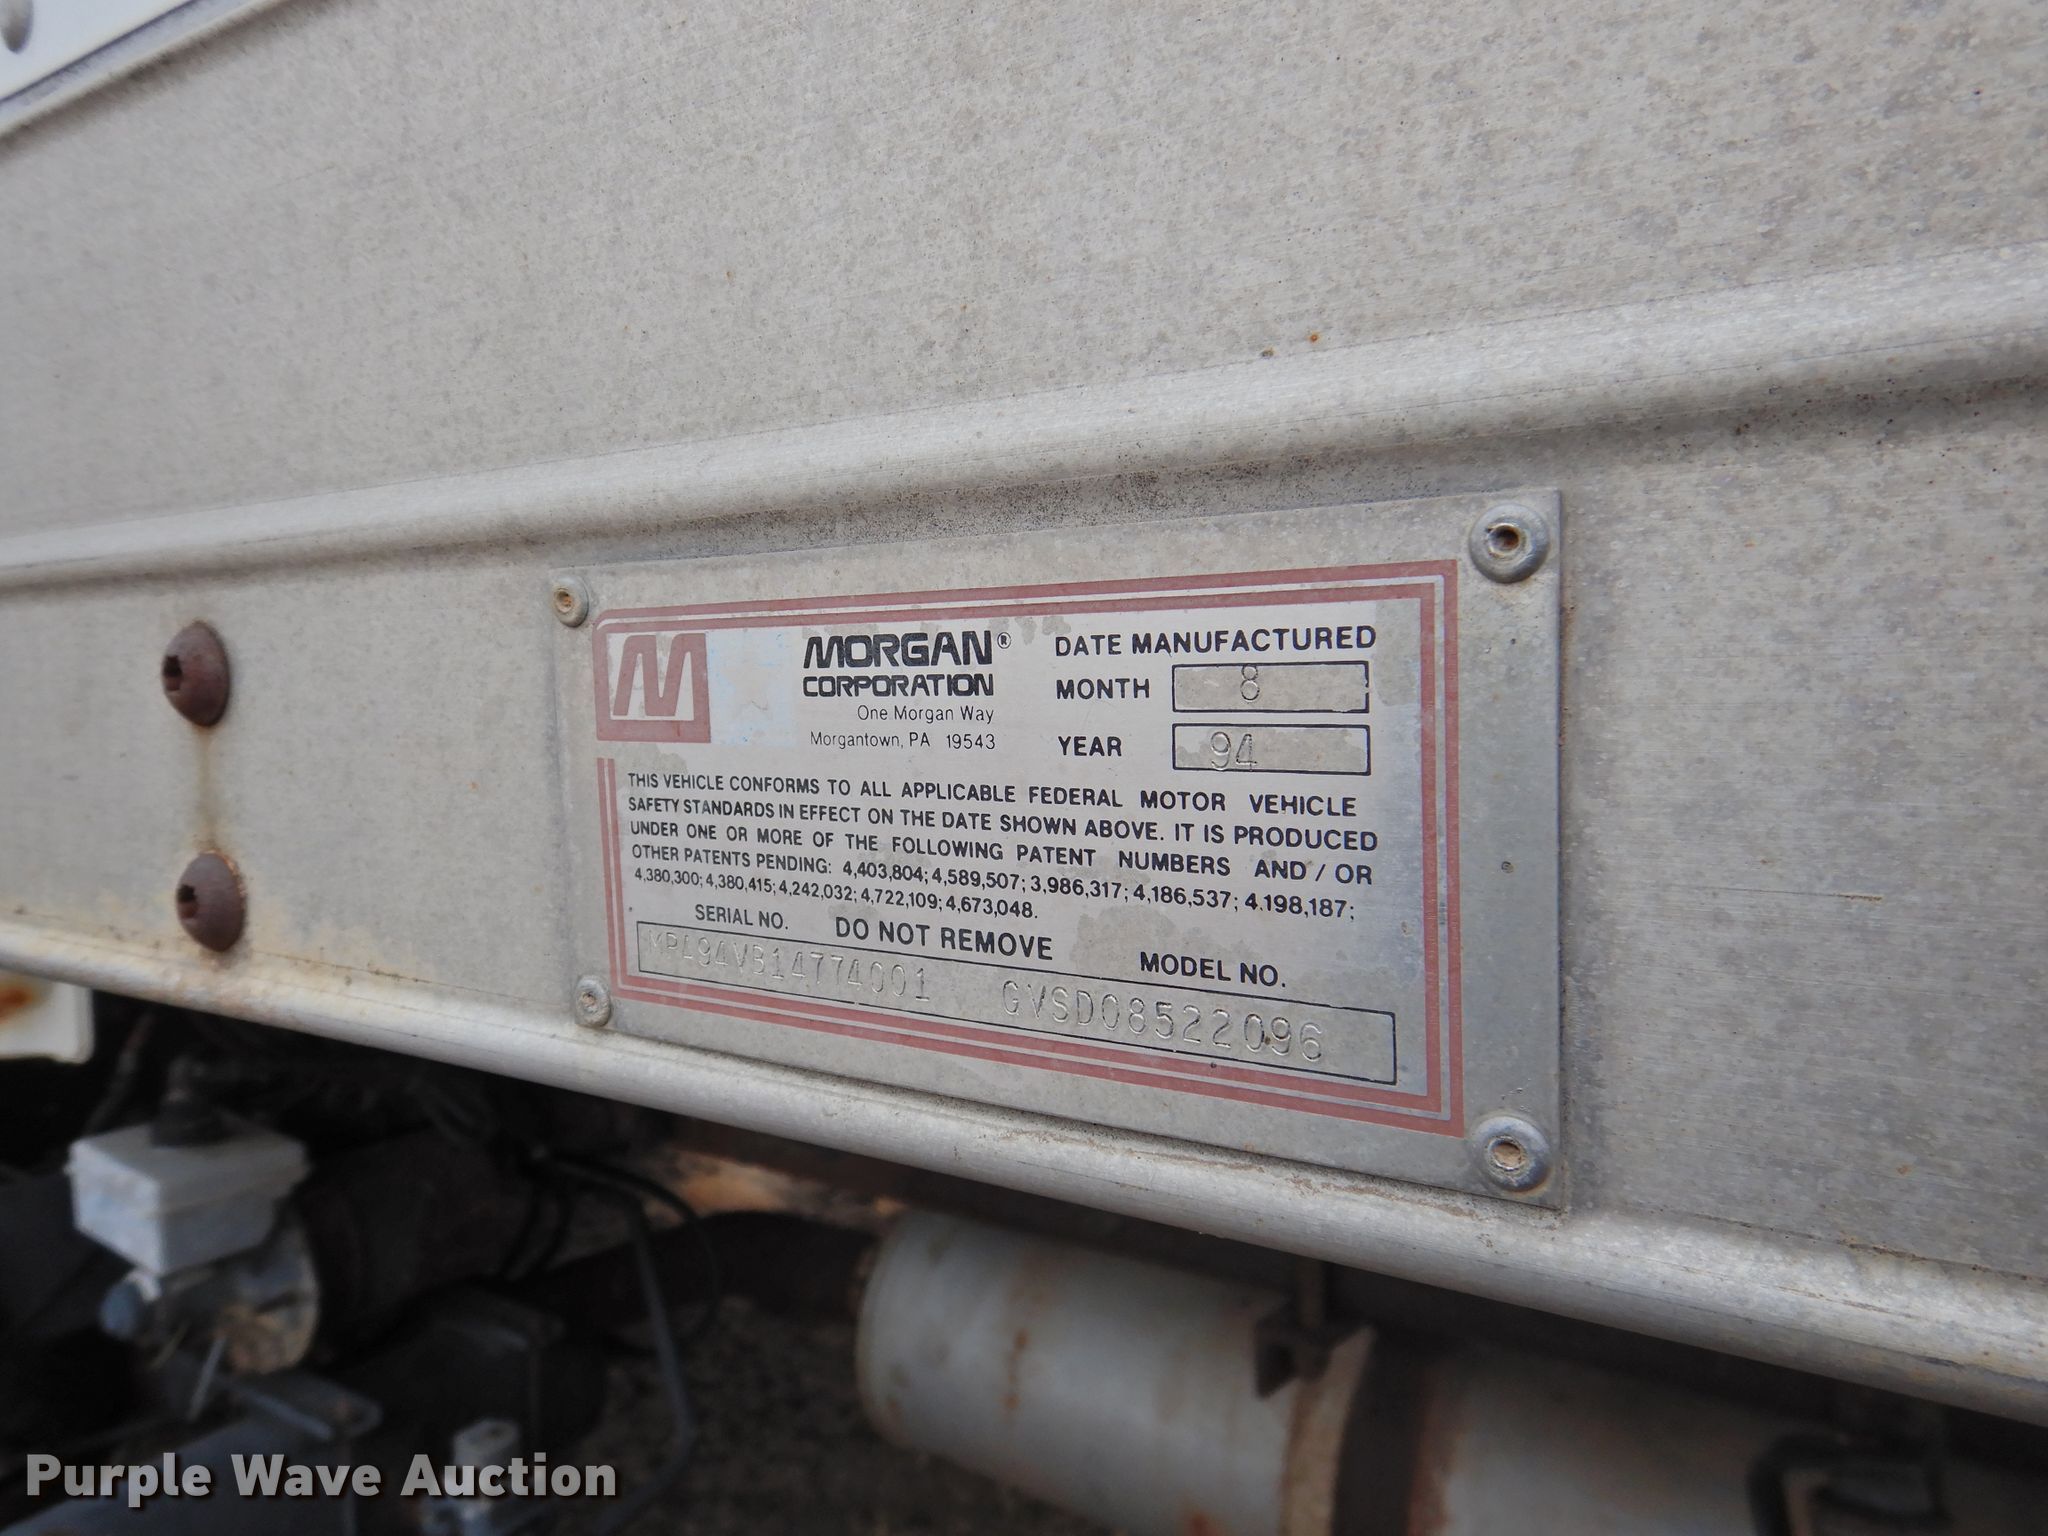 MORGAN®
CORPORATION
One Morgan Way
Morgantown, PA 19543
DATE MANUFACTURED
MONTH 8
YEAR 94
THIS VEHICLE CONFORMS TO ALL APPLICABLE FEDERAL MOTOR VEHICLE
SAFETY STANDARDS IN EFFECT ON THE DATE SHOWN ABOVE. IT IS PRODUCED
UNDER ONE OR MORE OF THE FOLLOWING PATENT NUMBERS AND/OR
OTHER PATENTS PENDING: 4,403,804; 4,589,507; 3,986,317; 4,186,537; 4.198,187;
4,380,300; 4,380,415; 4,242,032; 4,722,109; 4,673,048.
SERIAL NO. DO NOT REMOVE MODEL NO.
GVSD08522096
Purple Wave Auction